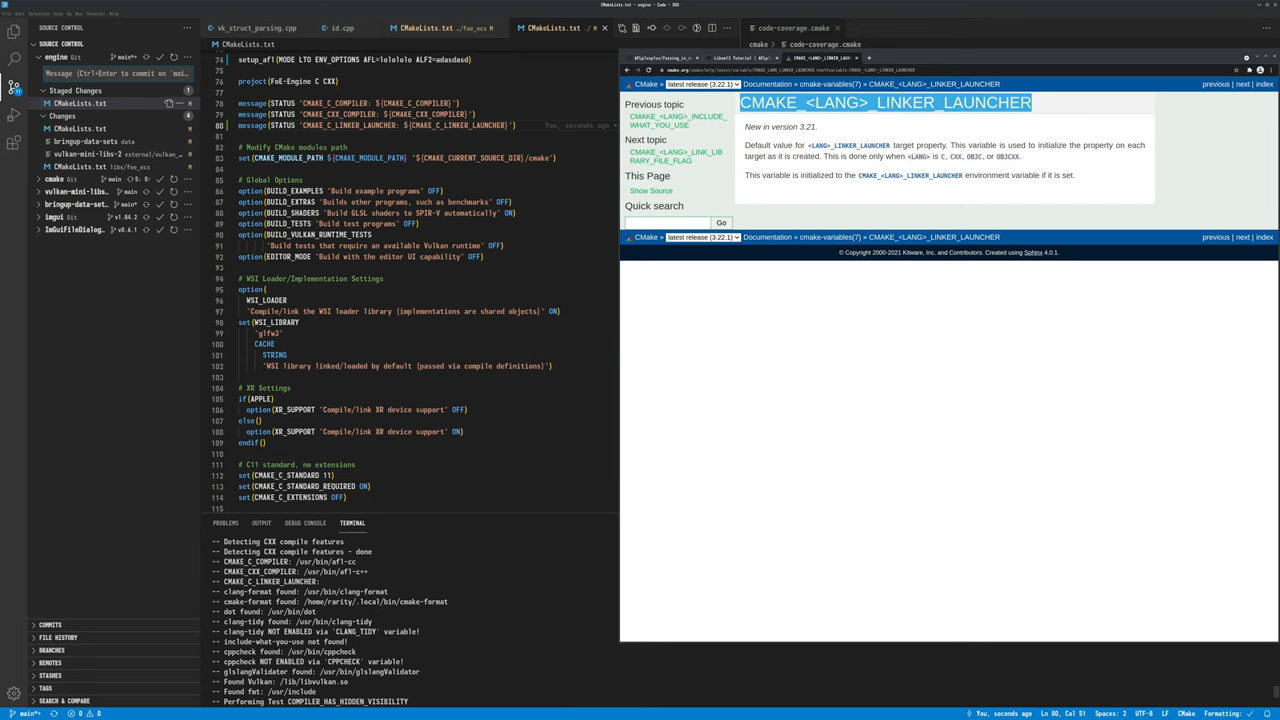 CMakeLists.txt - engine - Code - OSS
File Edit Selection View Go Run Terminal Help
SOURCE CONTROL
vk_struct_parsing.cpp
id.cpp
CMakeLists.txt ./foe_ecs M
CMakeLists.txt ./ M
code-coverage.cmake
SOURCE CONTROL
CMakeLists.txt
cmake > code-coverage.cmake
engine Git main*+
Message (Ctrl+Enter to commit on 'mai…
Staged Changes 1
CMakeLists.txt M
Changes 4
CMakeLists.txt M
bringup-data-sets data M
vulkan-mini-libs-2 external/vulkan_… M
CMakeLists.txt libs/foe_ecs M
cmake main 5↓ 0↑
vulkan-mini-libs… main
bringup-data-set… main
imgui v1.84.2
ImGuiFileDialog… v0.6.1
74 setup_afl(MODE LTO ENV_OPTIONS AFL=lolololo ALF2=adasdasd)
75
76 project(FoE-Engine C CXX)
78 message(STATUS "CMAKE_C_COMPILER: ${CMAKE_C_COMPILER}")
79 message(STATUS "CMAKE_CXX_COMPILER: ${CMAKE_CXX_COMPILER}")
80 message(STATUS "CMAKE_C_LINKER_LAUNCHER: ${CMAKE_C_LINKER_LAUNCHER}") You, seconds ago •
81
82 # Modify CMake modules path
83 set(CMAKE_MODULE_PATH ${CMAKE_MODULE_PATH} "${CMAKE_CURRENT_SOURCE_DIR}/cmake")
84
85 # Global Options
86 option(BUILD_EXAMPLES "Build example programs" OFF)
87 option(BUILD_EXTRAS "Builds other programs, such as benchmarks" OFF)
88 option(BUILD_SHADERS "Build GLSL shaders to SPIR-V automatically" ON)
89 option(BUILD_TESTS "Build test programs" OFF)
90 option(BUILD_VULKAN_RUNTIME_TESTS
91 "Build tests that require an available Vulkan runtime" OFF)
92 option(EDITOR_MODE "Build with the editor UI capability" OFF)
93
94 # WSI Loader/Implementation Settings
95 option(
96 WSI_LOADER
97 "Compile/link the WSI loader library (implementations are shared objects)" ON)
98 set(WSI_LIBRARY
99 "glfw3"
100 CACHE
101 STRING
102 "WSI library linked/loaded by default (passed via compile definitions)")
103
104 # XR Settings
105 if(APPLE)
106 option(XR_SUPPORT "Compile/link XR device support" OFF)
107 else()
108 option(XR_SUPPORT "Compile/link XR device support" ON)
109 endif()
110
111 # C11 standard, no extensions
112 set(CMAKE_C_STANDARD 11)
113 set(CMAKE_C_STANDARD_REQUIRED ON)
114 set(CMAKE_C_EXTENSIONS OFF)
115
CMAKE_<LANG>_LINKER_LAUNCHER
CMake » latest release (3.22.1) Documentation » cmake-variables(7) » CMAKE_<LANG>_LINKER_LAUNCHER previous | next | index
Previous topic
CMAKE_<LANG>_INCLUDE_
WHAT_YOU_USE
Next topic
CMAKE_<LANG>_LINK_LIB
RARY_FILE_FLAG
This Page
Show Source
Quick search
Go
CMAKE_<LANG>_LINKER_LAUNCHER
New in version 3.21.
Default value for <LANG>_LINKER_LAUNCHER target property. This variable is used to initialize the property on each
target as it is created. This is done only when <LANG> is C, CXX, OBJC, or OBJCXX.
This variable is initialized to the CMAKE_<LANG>_LINKER_LAUNCHER environment variable if it is set.
CMake » latest release (3.22.1) Documentation » cmake-variables(7) » CMAKE_<LANG>_LINKER_LAUNCHER previous | next | index
© Copyright 2000-2021 Kitware, Inc. and Contributors. Created using Sphinx 4.0.1.
PROBLEMS OUTPUT DEBUG CONSOLE TERMINAL
-- Detecting CXX compile features
-- Detecting CXX compile features - done
-- CMAKE_C_COMPILER: /usr/bin/afl-cc
-- CMAKE_CXX_COMPILER: /usr/bin/afl-c++
-- CMAKE_C_LINKER_LAUNCHER:
-- clang-format found: /usr/bin/clang-format
-- cmake-format found: /home/rarity/.local/bin/cmake-format
-- dot found: /usr/bin/dot
-- clang-tidy found: /usr/bin/clang-tidy
-- clang-tidy NOT ENABLED via 'CLANG_TIDY' variable!
-- include-what-you-use not found!
-- cppcheck found: /usr/bin/cppcheck
-- cppcheck NOT ENABLED via 'CPPCHECK' variable!
-- glslangValidator found: /usr/bin/glslangValidator
-- Found Vulkan: /lib/libvulkan.so
-- Found fmt: /usr/include
-- Performing Test COMPILER_HAS_HIDDEN_VISIBILITY
COMMITS
FILE HISTORY
BRANCHES
REMOTES
STASHES
TAGS
SEARCH & COMPARE
main*+ 0 0 You, seconds ago Ln 80, Col 51 Spaces: 2 UTF-8 LF CMake Formatting: ✓